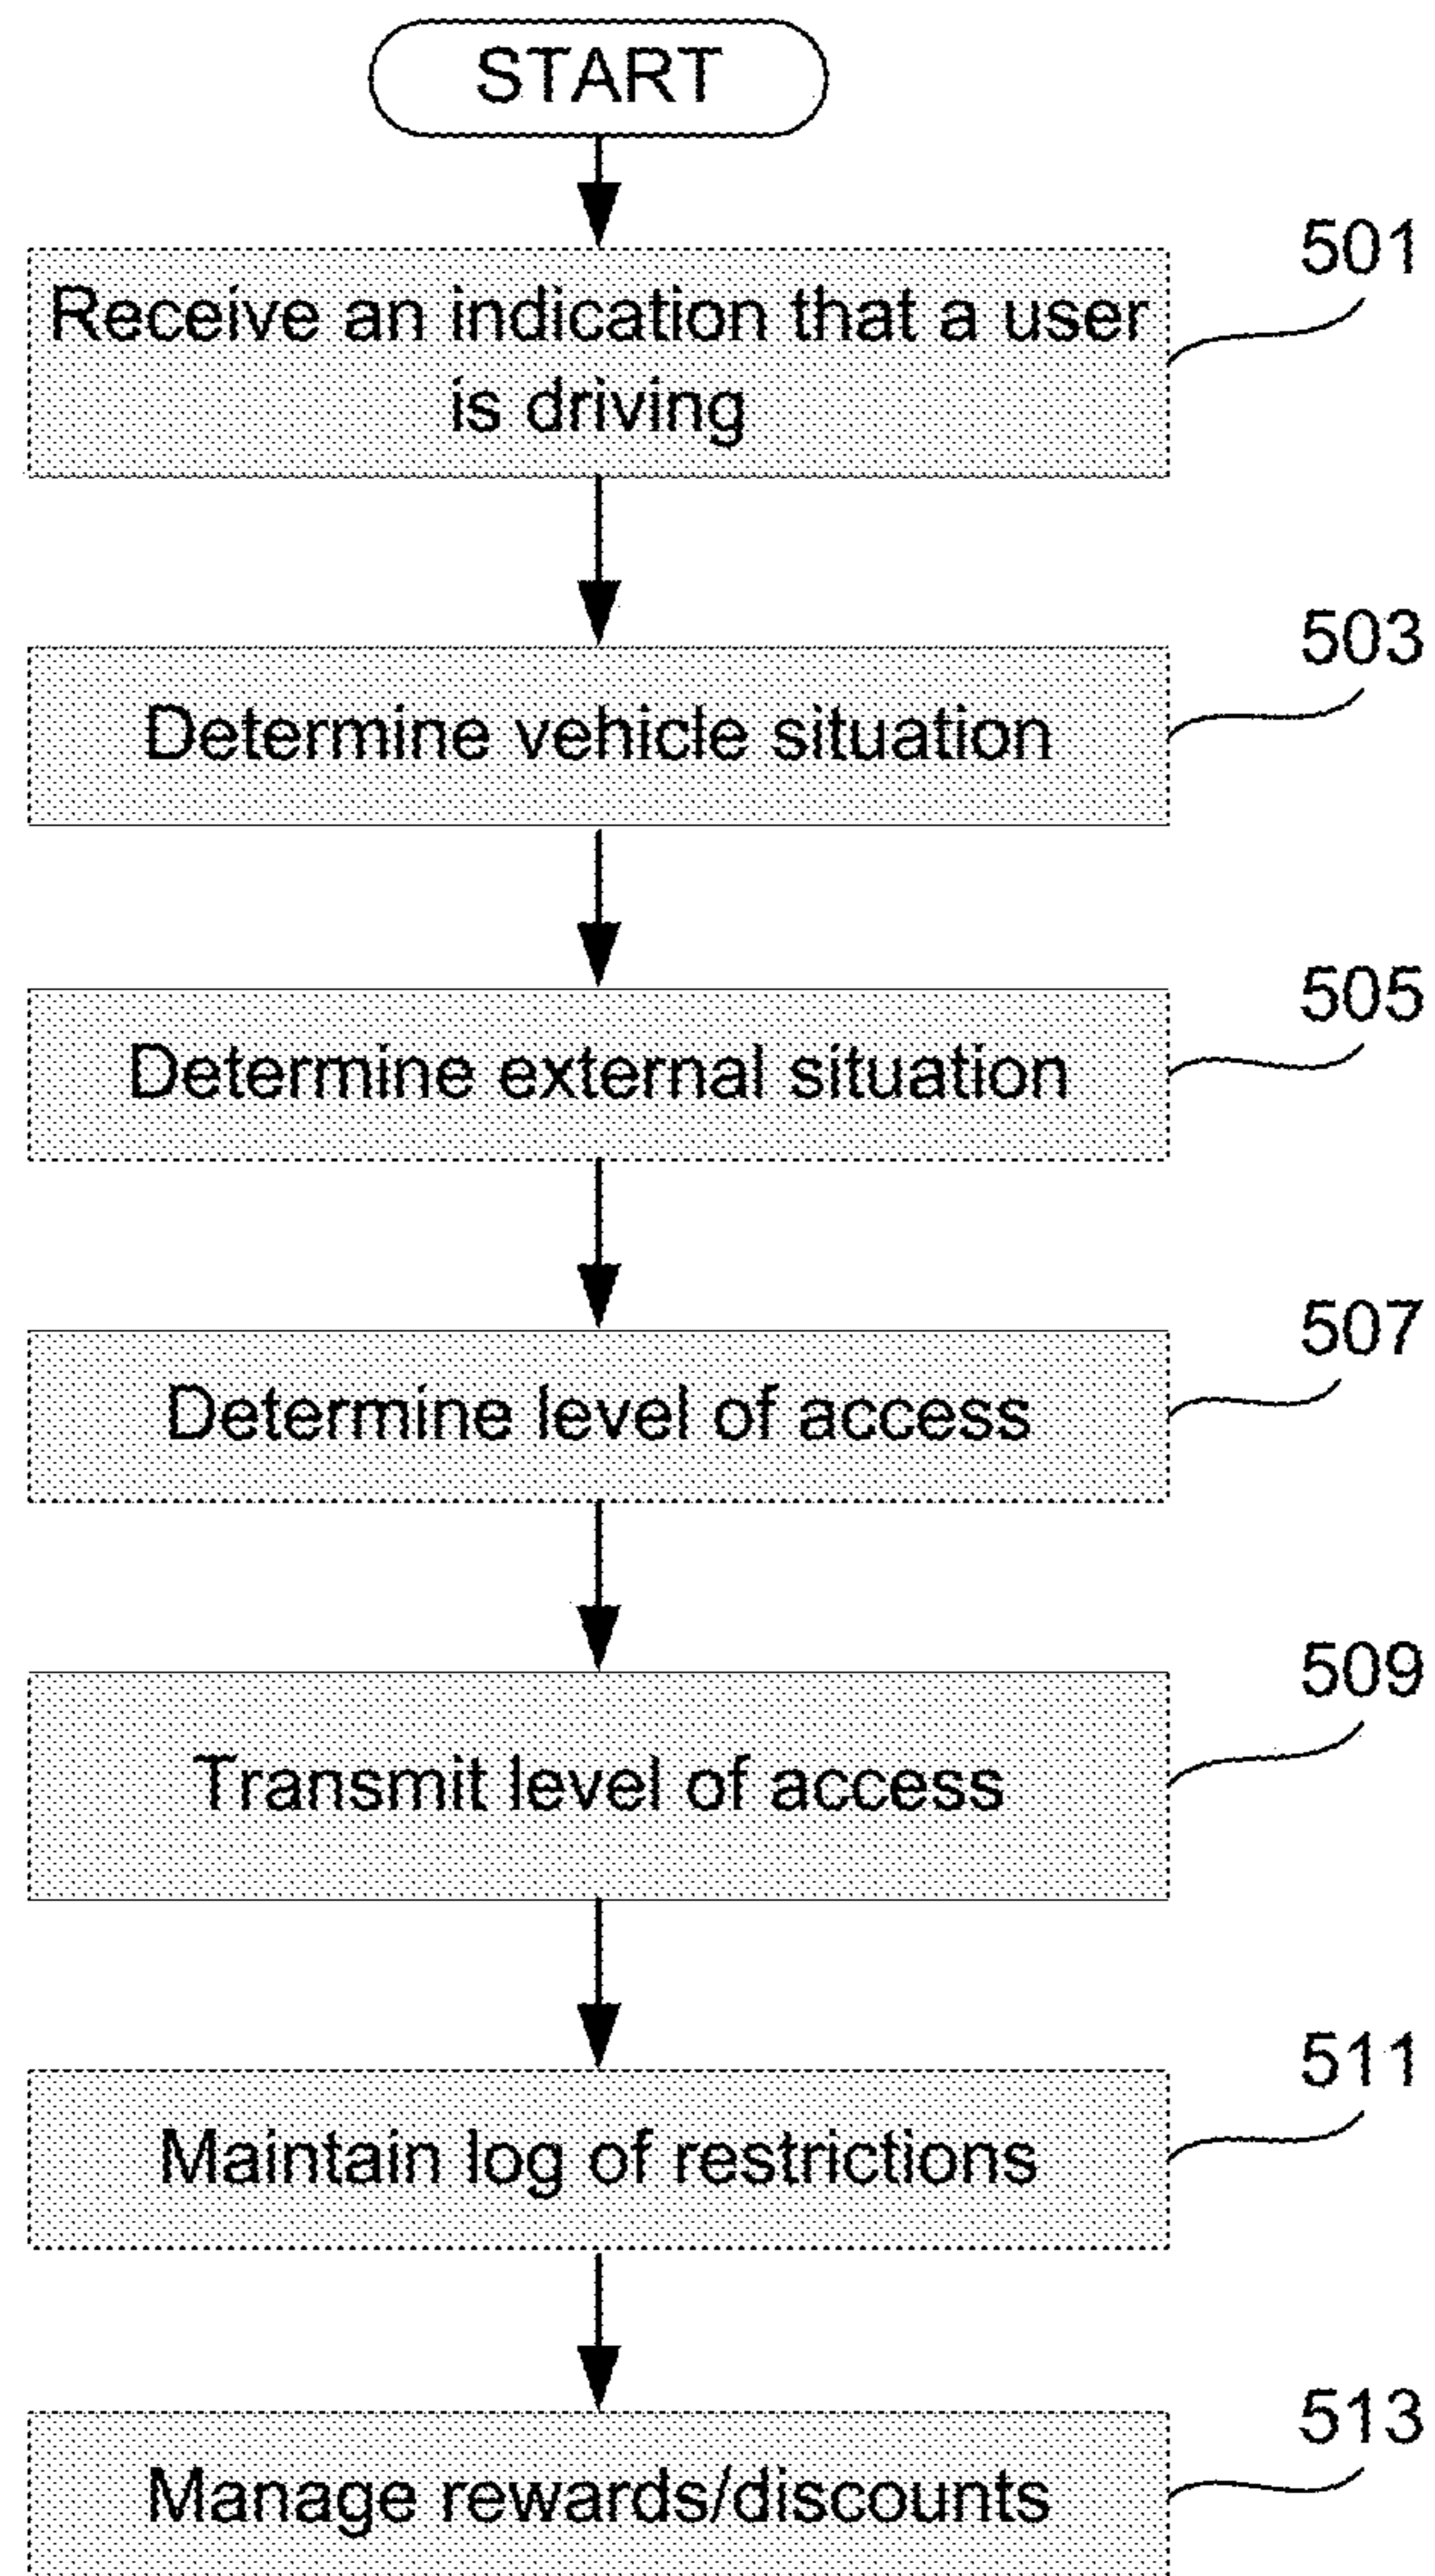 START
501
Receive an indication that a user
is driving
503
Determine vehicle situation
505
Determine external situation
507
Determine level of access
509
Transmit level of access
511
Maintain log of restrictions
513
Manage rewards/discounts